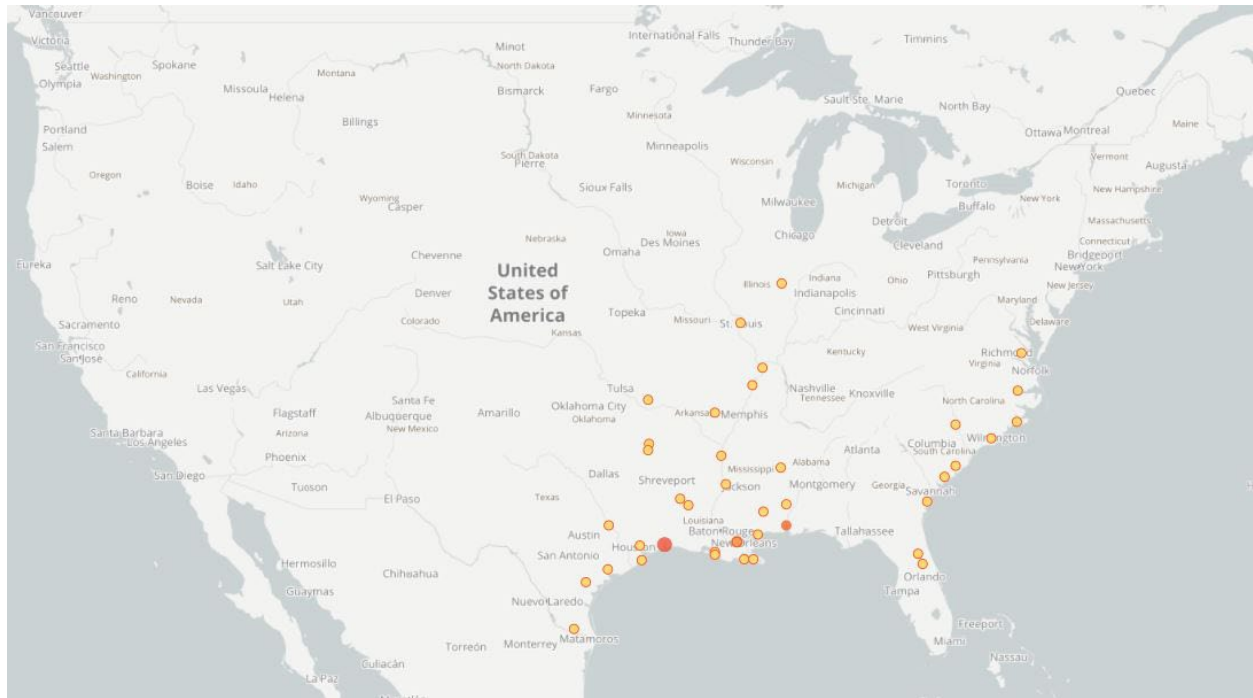 Vancouver
International Falls
Thunder Bay
Timmins
Victoria
Minot
Seattle
Spokane
North Dakota
Quebec
Olympia
Washington
Montana
Missoula
Helena
Bismarck
Fargo
Sault Ste. Marie
North Bay
Minnesota
Maine
Billings
Portland
Ottawa
Montreal
Salem
Minneapolis
South Dakota
Pierre
Wisconsin
Vermont
Augusta
Oregon
Boise
Idaho
Michigan
Toronto
Sioux Falls
New Hampshire
Wyoming
Casper
Milwaukee
New York
Buffalo
Detroit
Massachusetts
Iowa
Chicago
Nebraska
Des Moines
Connecticut
Cleveland
Omaha
Bridgeport
Cheyenne
Pennsylvania
Eureka
Salt Lake City
New York
United
States of
America
Pittsburgh
Indiana
Ohio
Illinois
New Jersey
Denver
Indianapolis
Reno
Nevada
Utah
Maryland
Topeka
Cincinnati
Colorado
Missouri
St. Louis
Delaware
Sacramento
Kansas
West Virginia
San Francisco
San José
Kentucky
Richmond
Virginia
California
Norfolk
Las Vegas
Tulsa
Nashville
Tennessee
Knoxville
Santa Fe
North Carolina
Oklahoma City
Flagstaff
Albuquerque
Amarillo
Arkansas
Memphis
Oklahoma
New Mexico
Santa Barbara
Los Angeles
Arizona
Columbia
Wilmington
Phoenix
Atlanta
South Carolina
Mississippi
Alabama
San Diego
Dallas
Tucson
Shreveport
Jackson
Montgomery
Georgia
Savannah
El Paso
Texas
Louisiana
Baton Rouge
Tallahassee
Austin
New Orleans
Houston
San Antonio
Hermosillo
Chihuahua
Orlando
Guaymas
Tampa
Nuevo Laredo
Freeport
Matamoros
Miami
Torreón
Monterrey
Nassau
Culiacán
La Paz